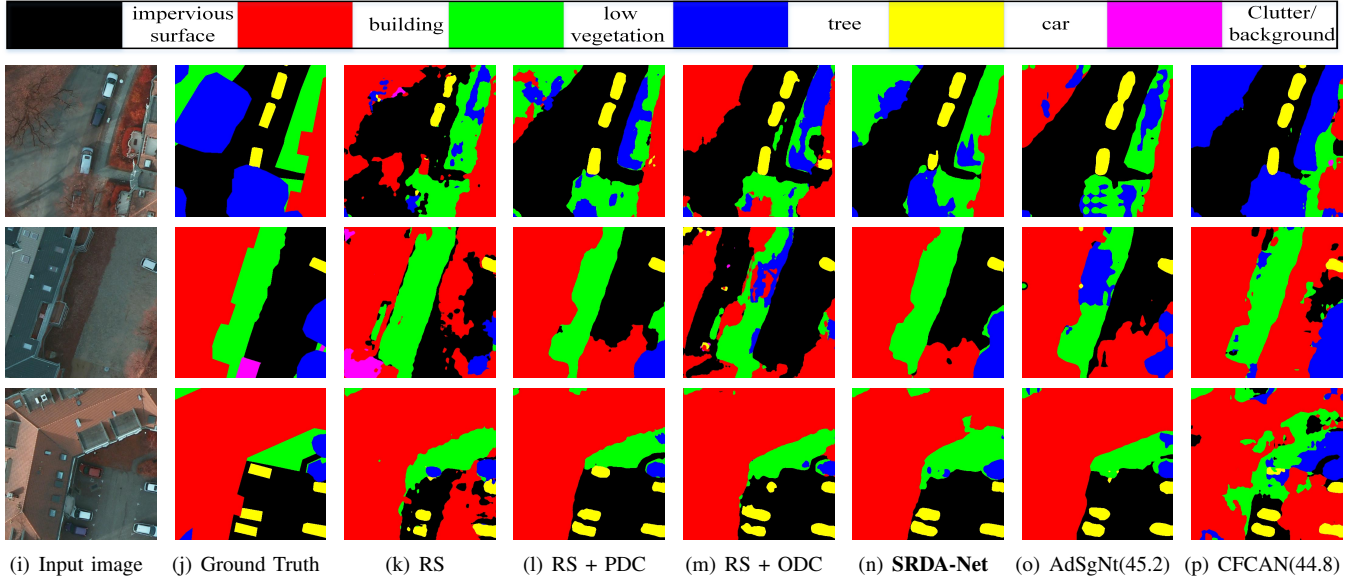 impervious
surface
building
low
vegetation
tree
car
Clutter/
background
(i) Input image
(j) Ground Truth
(k) RS
(l) RS + PDC
(m) RS + ODC
(n) SRDA-Net
(o) AdSgNt(45.2)
(p) CFCAN(44.8)